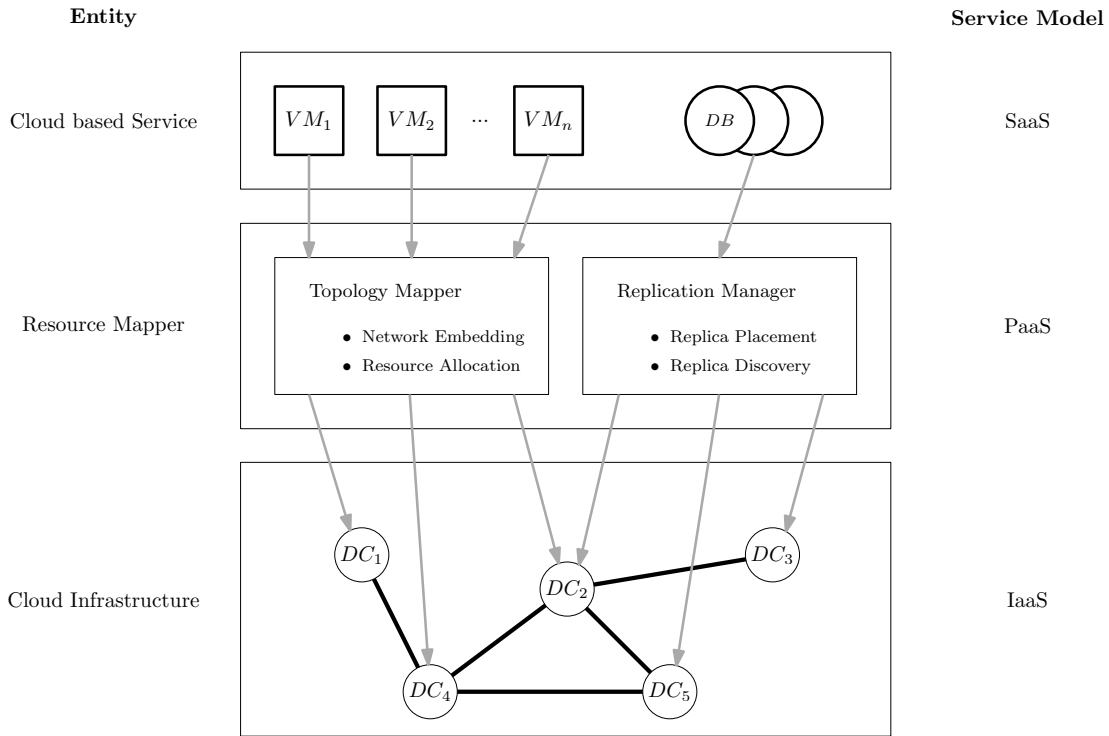 Entity Service Model
Cloud based Service VM₁ VM₂ ... VMₙ DB SaaS
Topology Mapper Replication Manager
Resource Mapper PaaS
• Network Embedding • Replica Placement
• Resource Allocation • Replica Discovery
DC₁ DC₃
DC₂
Cloud Infrastructure IaaS
DC₄ DC₅